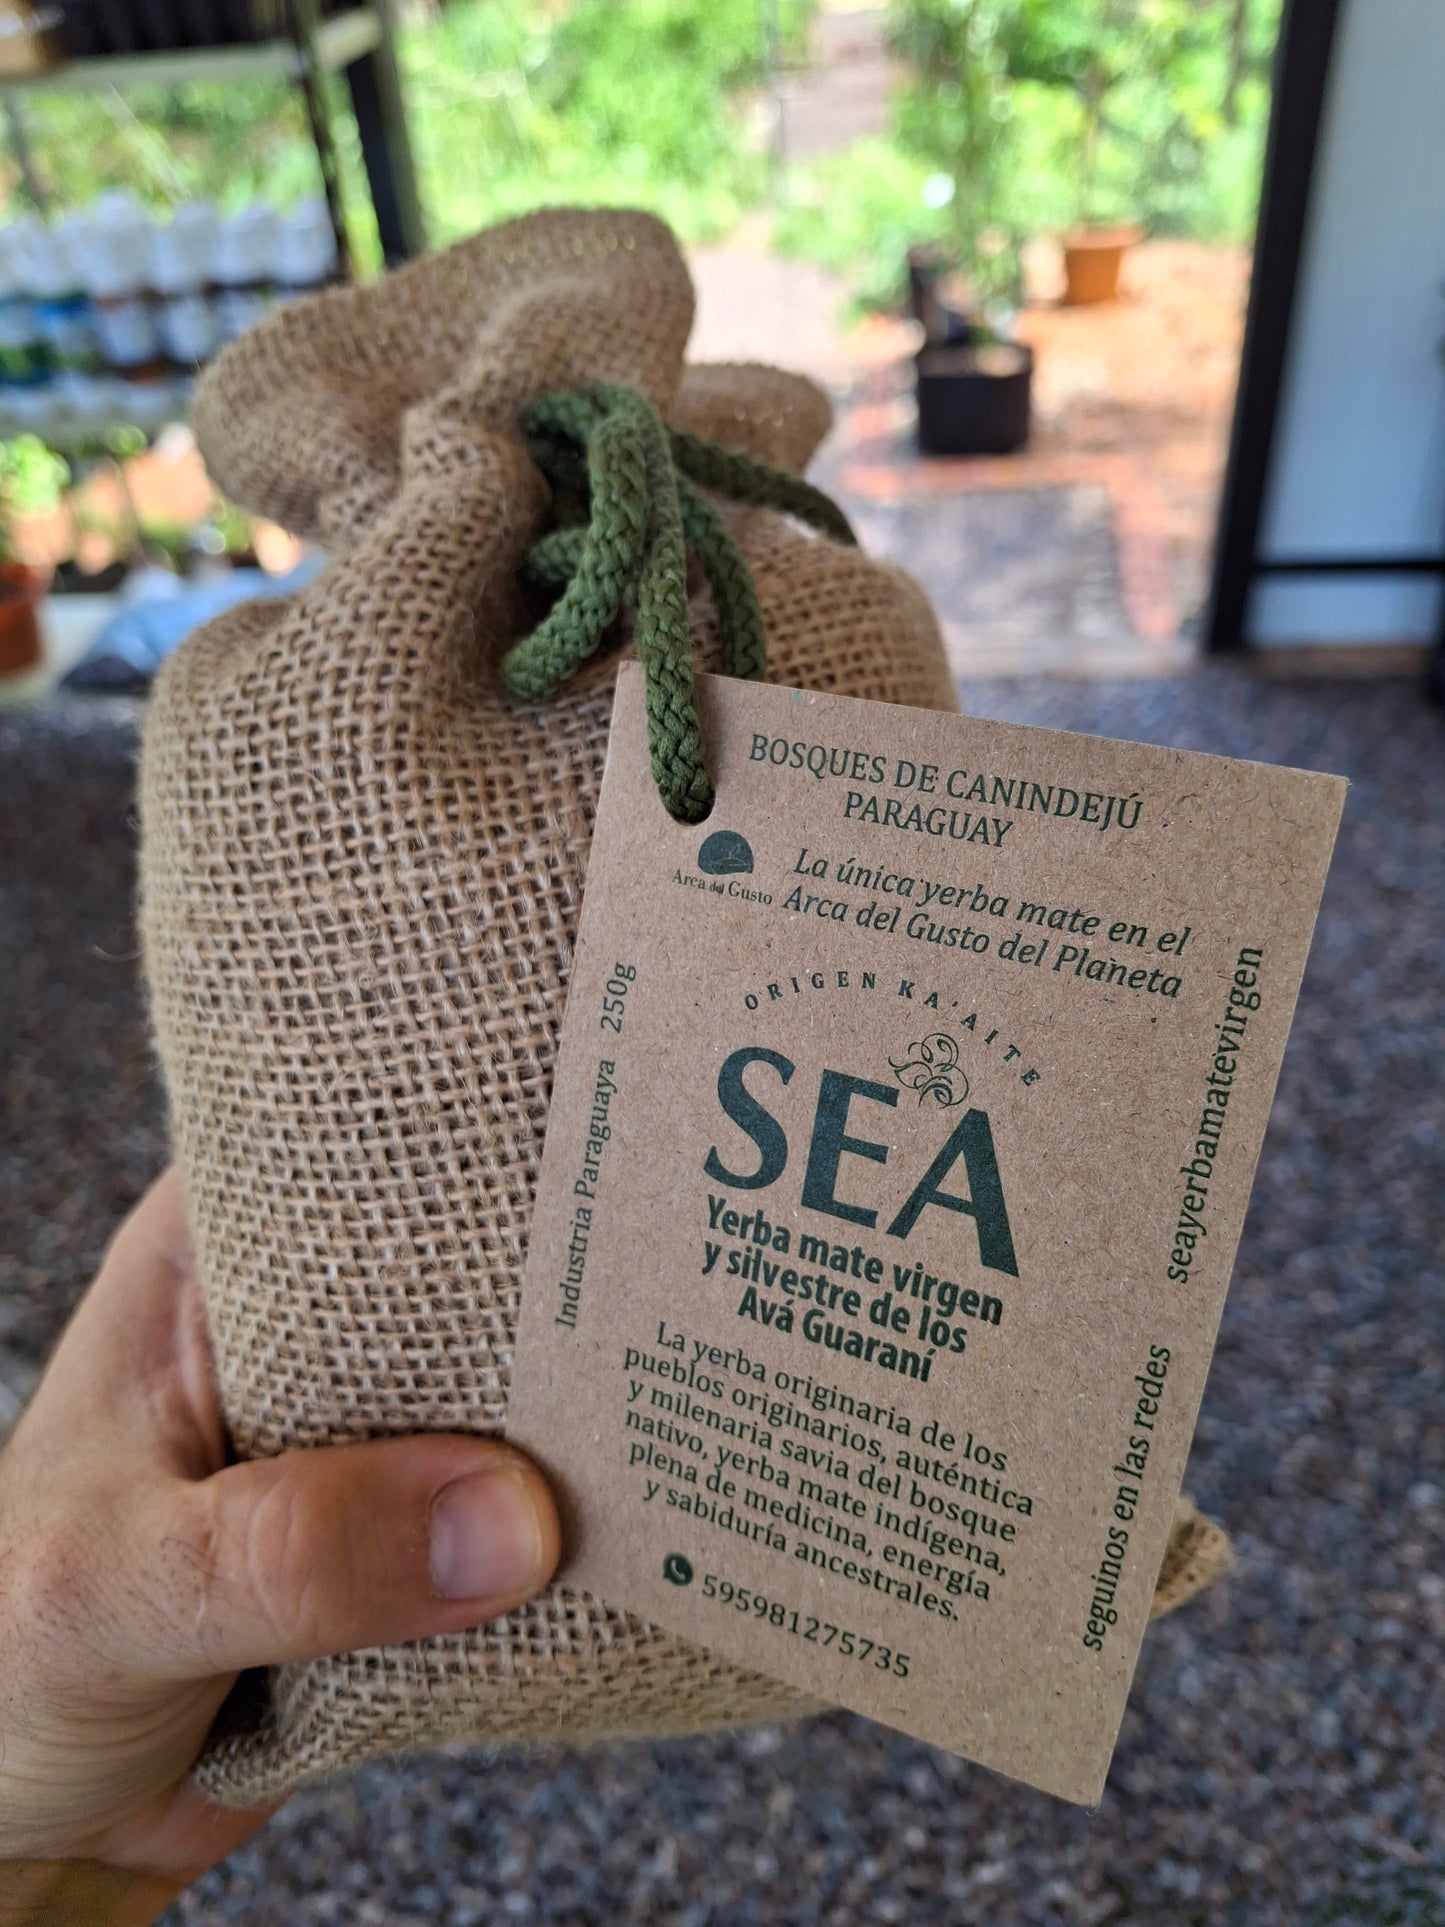 BOSQUES DE CANINDEJÚ
PARAGUAY
Arca del Gusto
La única yerba mate en el
Arca del Gusto del Planeta
ORIGEN KA'AITE
SEA
Yerba mate virgen
y silvestre de los
Avá Guaraní
La yerba originaria de los
pueblos originarios, auténtica
y milenaria savia del bosque
nativo, yerba mate indígena,
plena de medicina, energía
y sabiduría ancestrales.
595981275735
Industria Paraguaya 250g
seguinos en las redes seayerbamatevirgen